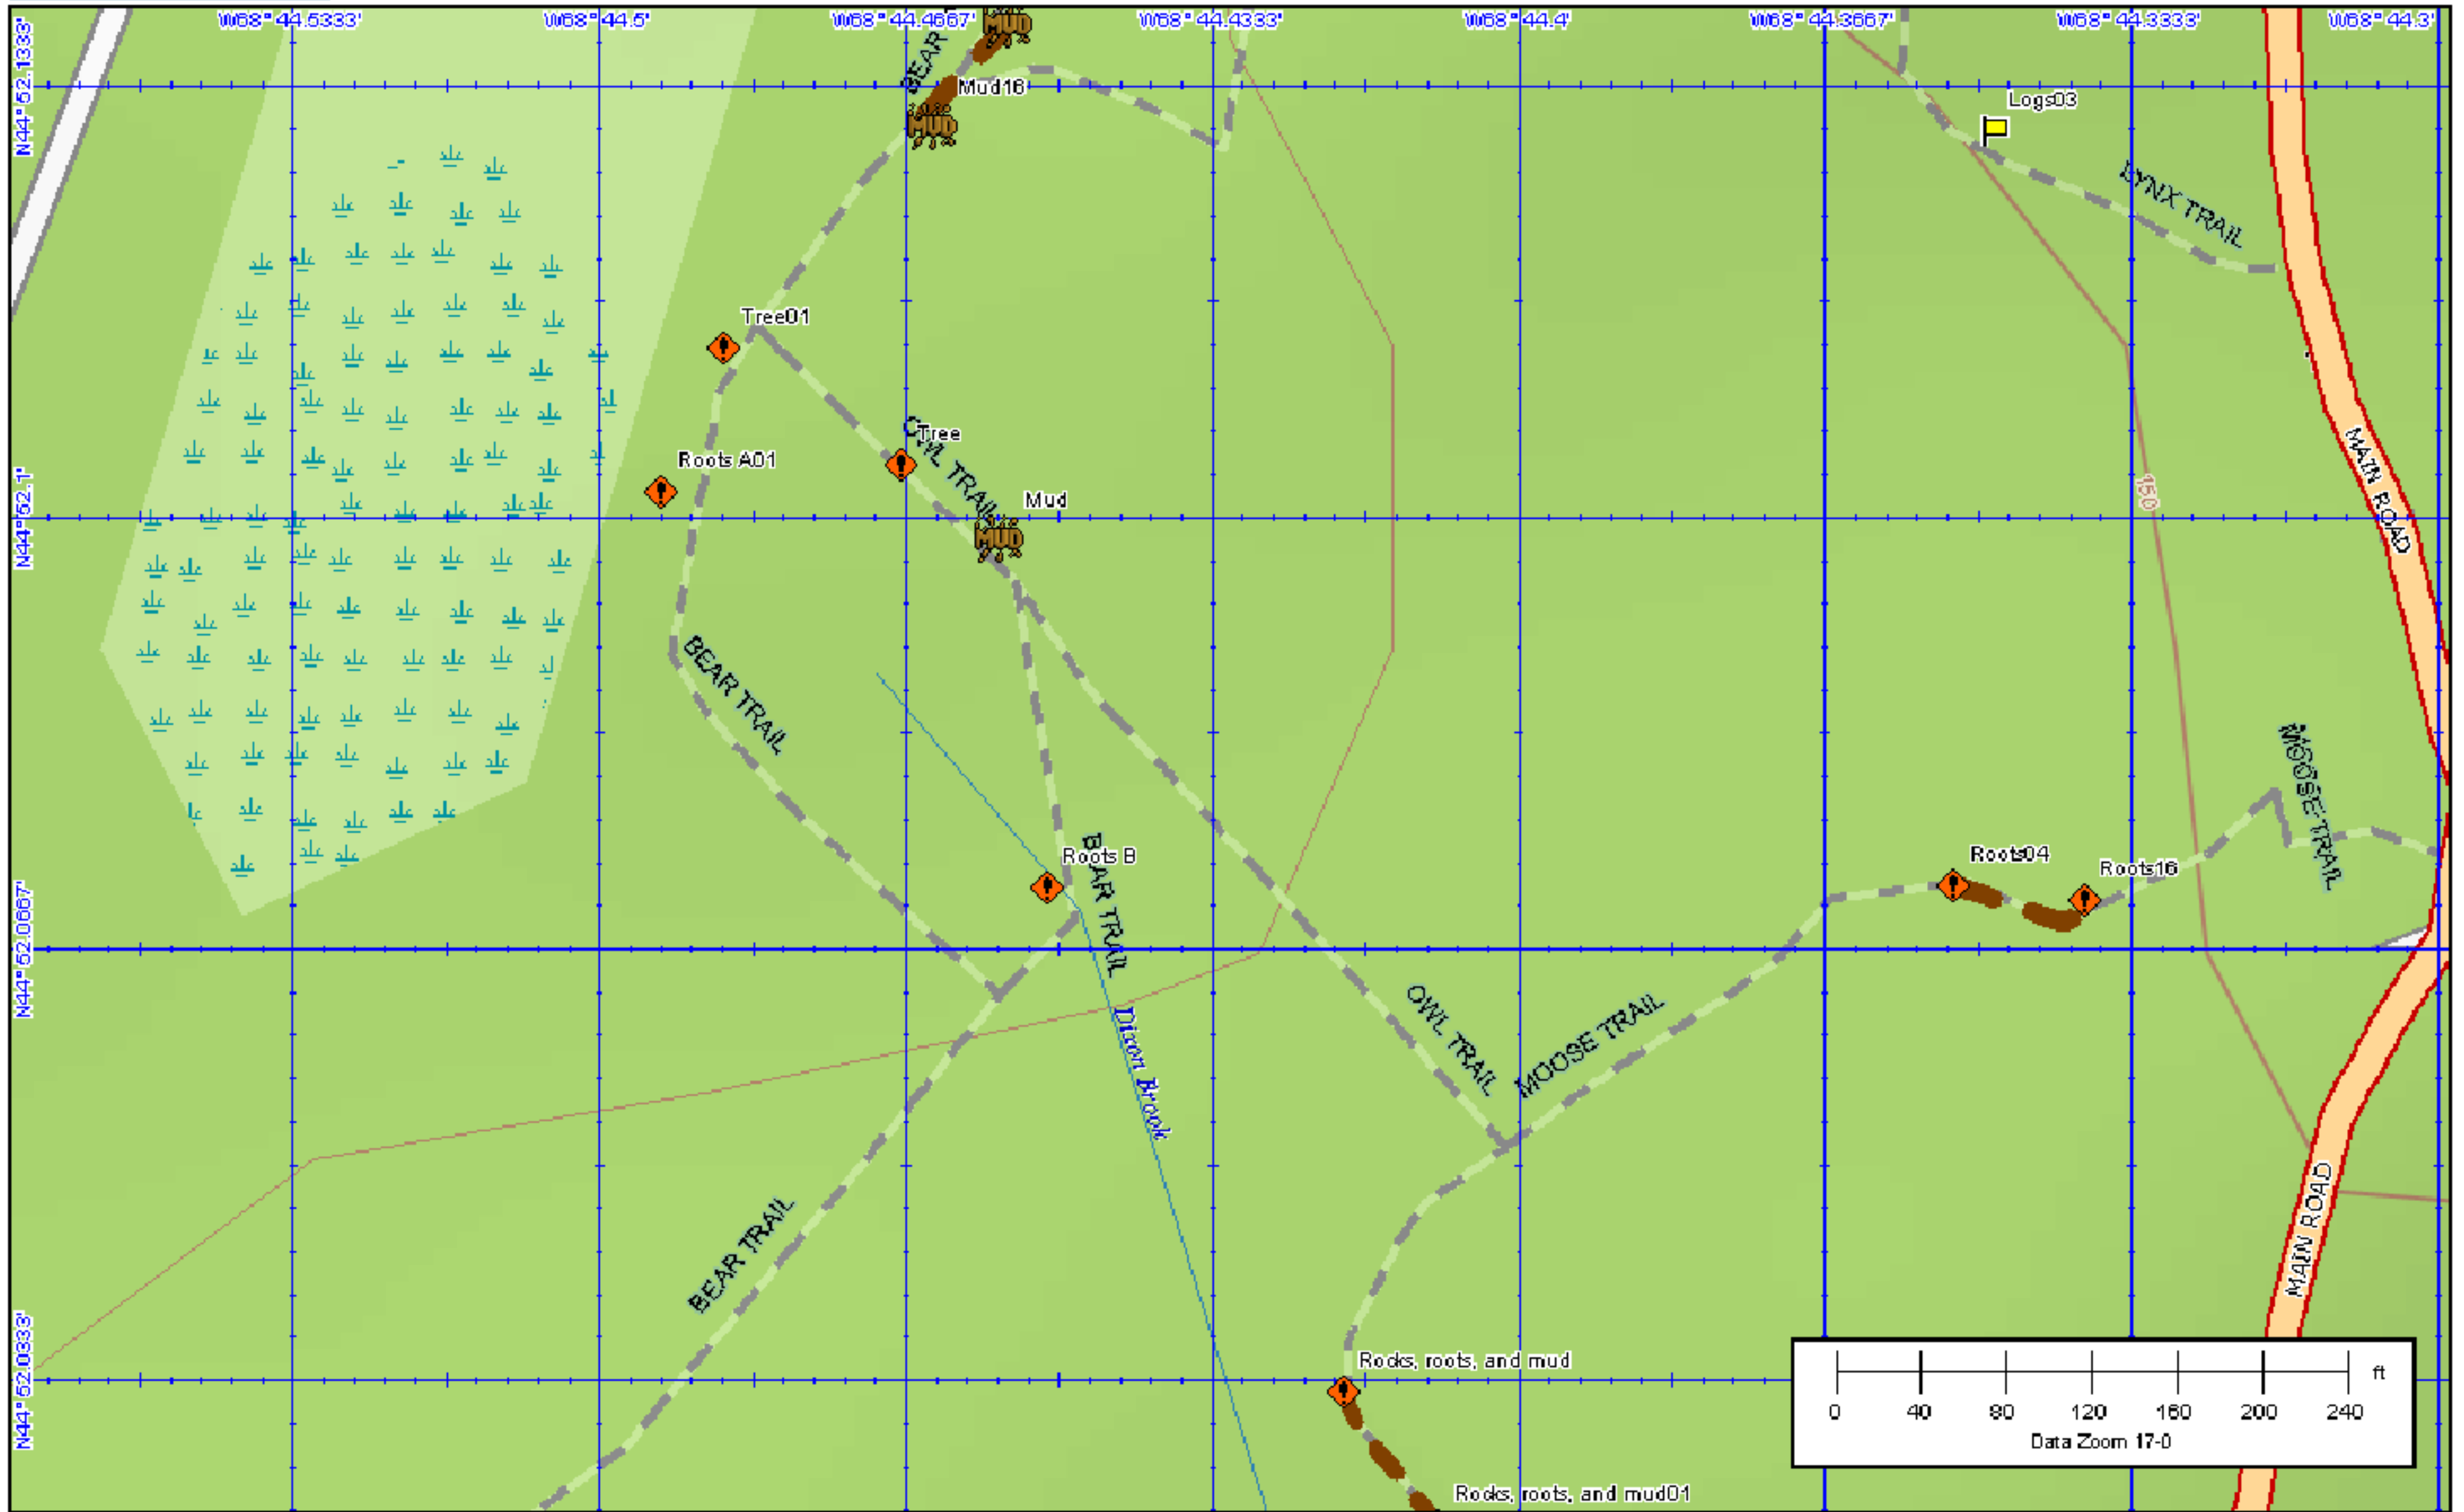 W68° 44.5333' W68° 44.5' W68° 44.4667' W68° 44.4333' W68° 44.4' W68° 44.3667' W68° 44.3333' W68° 44.3'
N44° 52.1333'
BEAR
MUD
Mud16
MUD
Logs03
LYNX TRAIL
Tree01
Tree
OWL TRAIL
Roots A01
MAIN ROAD
N44° 52.1'
Mud
MUD
150
BEAR TRAIL
MOOSE TRAIL
Roots B
BEAR TRAIL
Roots04
Roots16
N44° 52.0667'
OWL TRAIL
MOOSE TRAIL
Dixon Brook
BEAR TRAIL
MAIN ROAD
N44° 52.0333'
Rocks, roots, and mud
Rocks, roots, and mud01
ft
0 40 80 120 160 200 240
Data Zoom 17-0